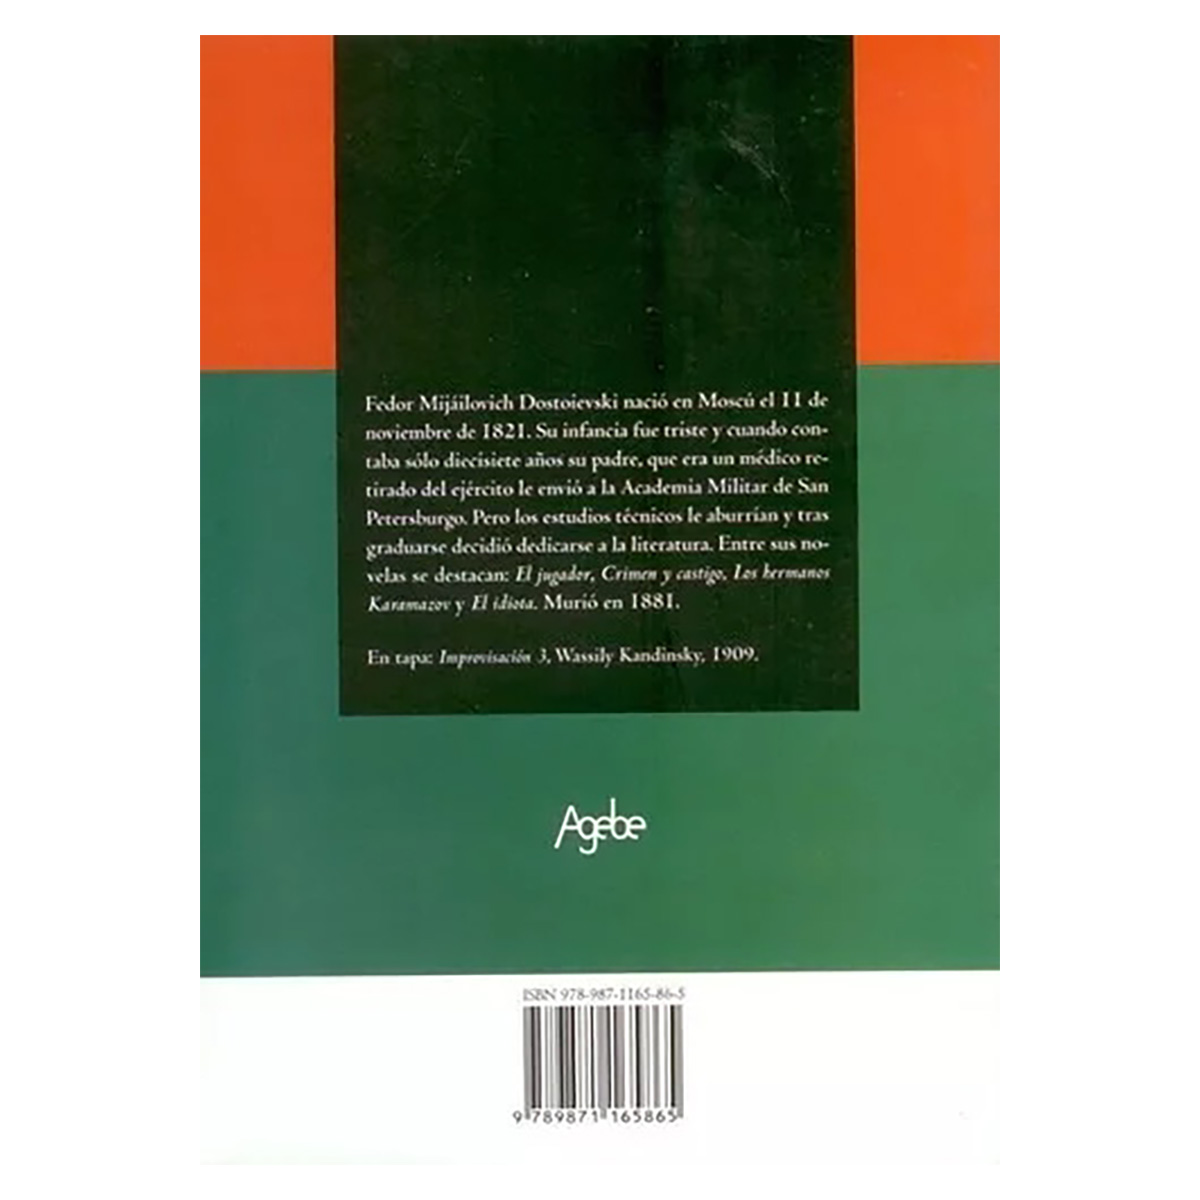 Fedor Mijáilovich Dostoievski nació en Moscú el 11 de
noviembre de 1821. Su infancia fue triste y cuando con-
taba sólo diecisiete años su padre, que era un médico re-
tirado del ejército le envió a la Academia Militar de San
Petersburgo. Pero los estudios técnicos le aburrían y tras
graduarse decidió dedicarse a la literatura. Entre sus no-
velas se destacan: El jugador, Crimen y castigo, Los hermanos
Karamazov y El idiota. Murió en 1881.
En tapa: Improvisación 3, Wassily Kandinsky, 1909.
Agebe
ISBN 978-987-1165-86-5
9 789871 165865